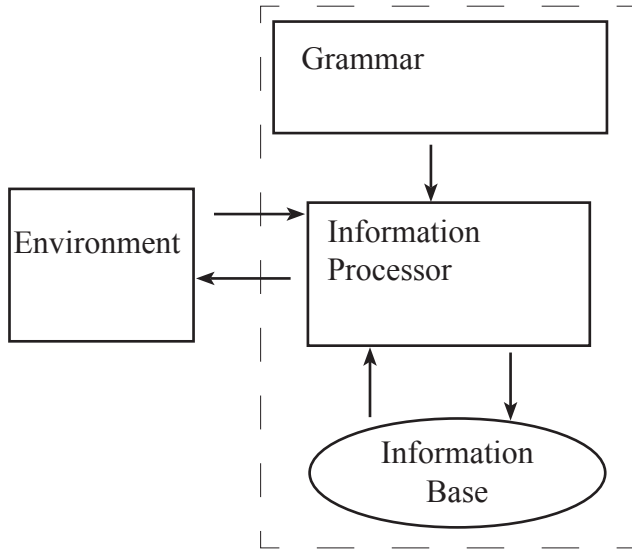 Grammar
Environment
Information
Processor
Information
Base